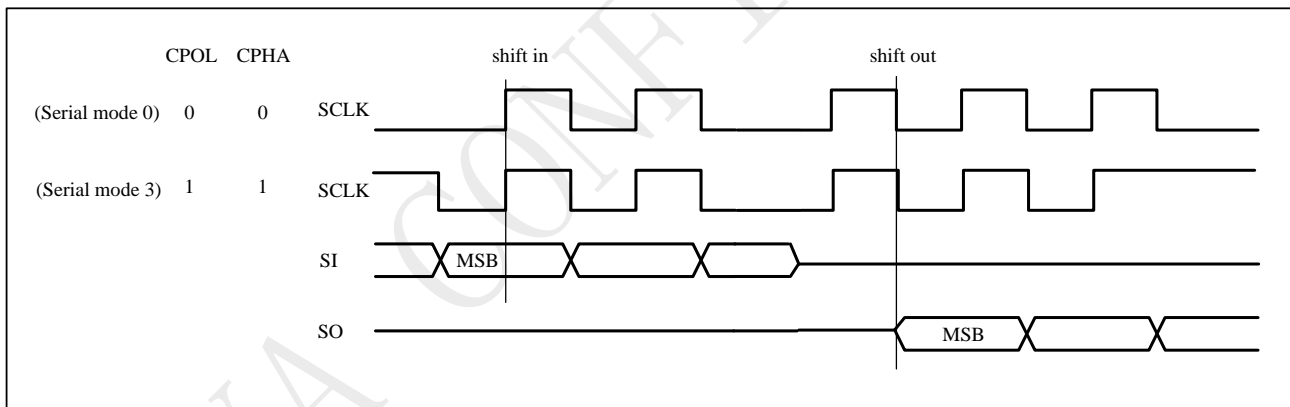 CPOL CPHA shift in shift out
(Serial mode 0) 0 0 SCLK
(Serial mode 3) 1 1 SCLK
SI MSB
SO MSB